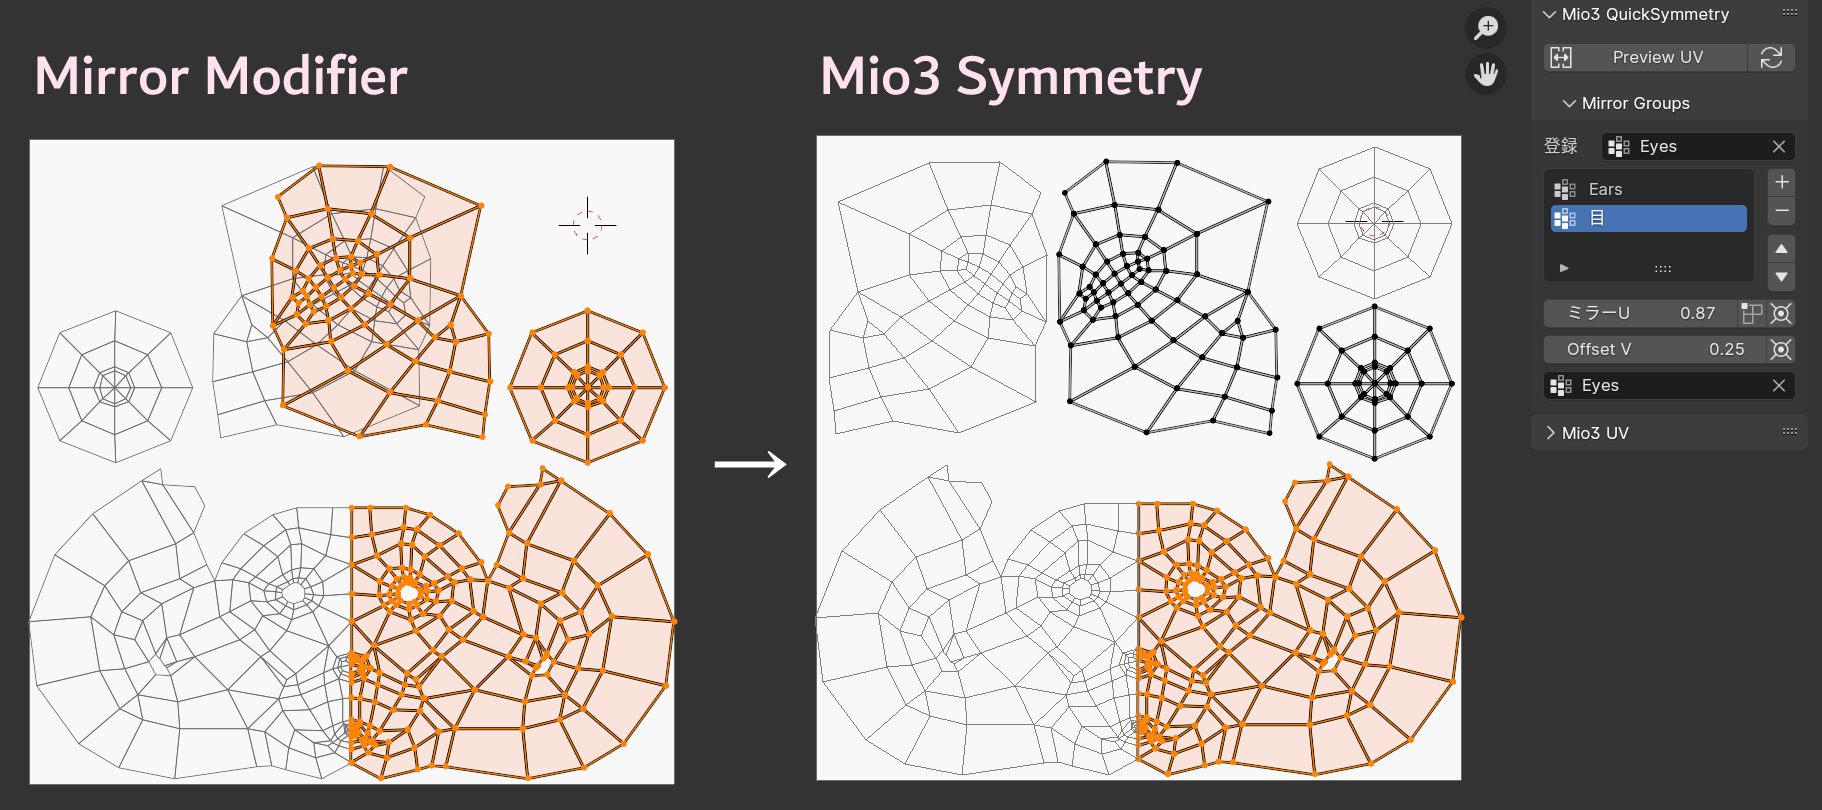 Mirror Modifier
Mio3 Symmetry
Mio3 QuickSymmetry
Preview UV
Mirror Groups
登録 Eyes
Ears
目
ミラーU 0.87
Offset V 0.25
Eyes
Mio3 UV